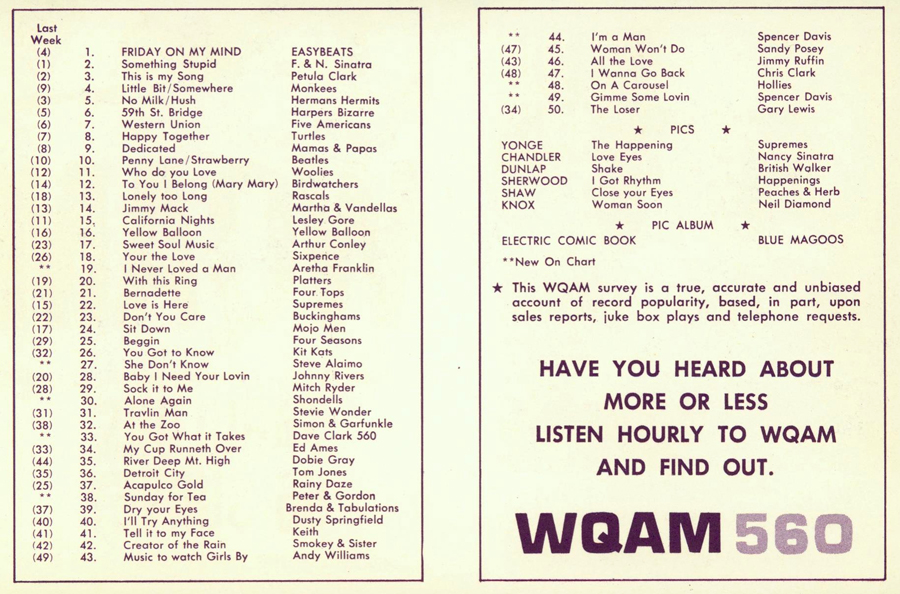 Last
Week
(4) 1. FRIDAY ON MY MIND EASYBEATS
(1) 2. Something Stupid F. & N. Sinatra
(2) 3. This is my Song Petula Clark
(9) 4. Little Bit/Somewhere Monkees
(3) 5. No Milk/Hush Hermans Hermits
(5) 6. 59th St. Bridge Harpers Bizarre
(6) 7. Western Union Five Americans
(7) 8. Happy Together Turtles
(8) 9. Dedicated Mamas & Papas
(10) 10. Penny Lane/Strawberry Beatles
(12) 11. Who do you Love Woolies
(14) 12. To You I Belong (Mary Mary) Birdwatchers
(18) 13. Lonely too Long Rascals
(13) 14. Jimmy Mack Martha & Vandellas
(11) 15. California Nights Lesley Gore
(16) 16. Yellow Balloon Yellow Balloon
(23) 17. Sweet Soul Music Arthur Conley
(26) 18. Your the Love Sixpence
** 19. I Never Loved a Man Aretha Franklin
(19) 20. With this Ring Platters
(21) 21. Bernadette Four Tops
(15) 22. Love is Here Supremes
(22) 23. Don't You Care Buckinghams
(17) 24. Sit Down Mojo Men
(29) 25. Beggin Four Seasons
(32) 26. You Got to Know Kit Kats
** 27. She Don't Know Steve Alaimo
(20) 28. Baby I Need Your Lovin Johnny Rivers
(28) 29. Sock it to Me Mitch Ryder
** 30. Alone Again Shondells
(31) 31. Travlin Man Stevie Wonder
(38) 32. At the Zoo Simon & Garfunkle
** 33. You Got What it Takes Dave Clark 560
(33) 34. My Cup Runneth Over Ed Ames
(44) 35. River Deep Mt. High Dobie Gray
(35) 36. Detroit City Tom Jones
(25) 37. Acapulco Gold Rainy Daze
** 38. Sunday for Tea Peter & Gordon
(37) 39. Dry your Eyes Brenda & Tabulations
(40) 40. I'll Try Anything Dusty Springfield
(41) 41. Tell it to my Face Keith
(42) 42. Creator of the Rain Smokey & Sister
(49) 43. Music to watch Girls By Andy Williams
** 44. I'm a Man Spencer Davis
(47) 45. Woman Won't Do Sandy Posey
(43) 46. All the Love Jimmy Ruffin
(48) 47. I Wanna Go Back Chris Clark
** 48. On A Carousel Hollies
** 49. Gimme Some Lovin Spencer Davis
(34) 50. The Loser Gary Lewis
★ PICS ★
YONGE The Happening Supremes
CHANDLER Love Eyes Nancy Sinatra
DUNLAP Shake British Walker
SHERWOOD I Got Rhythm Happenings
SHAW Close your Eyes Peaches & Herb
KNOX Woman Soon Neil Diamond
★ PIC ALBUM ★
ELECTRIC COMIC BOOK BLUE MAGOOS
**New On Chart
★ This WQAM survey is a true, accurate and unbiased
account of record popularity, based, in part, upon
sales reports, juke box plays and telephone requests.
HAVE YOU HEARD ABOUT
MORE OR LESS
LISTEN HOURLY TO WQAM
AND FIND OUT.
WQAM 560